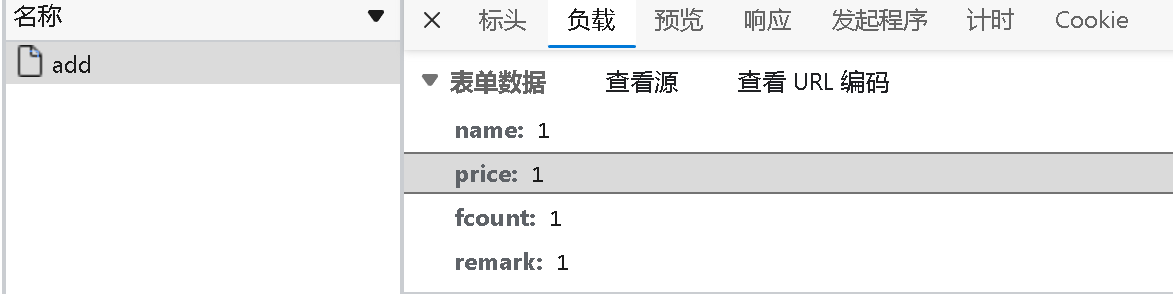 名称
add
标头 负载 预览 响应 发起程序 计时 Cookie
表单数据 查看源 查看 URL 编码
name: 1
price: 1
fcount: 1
remark: 1